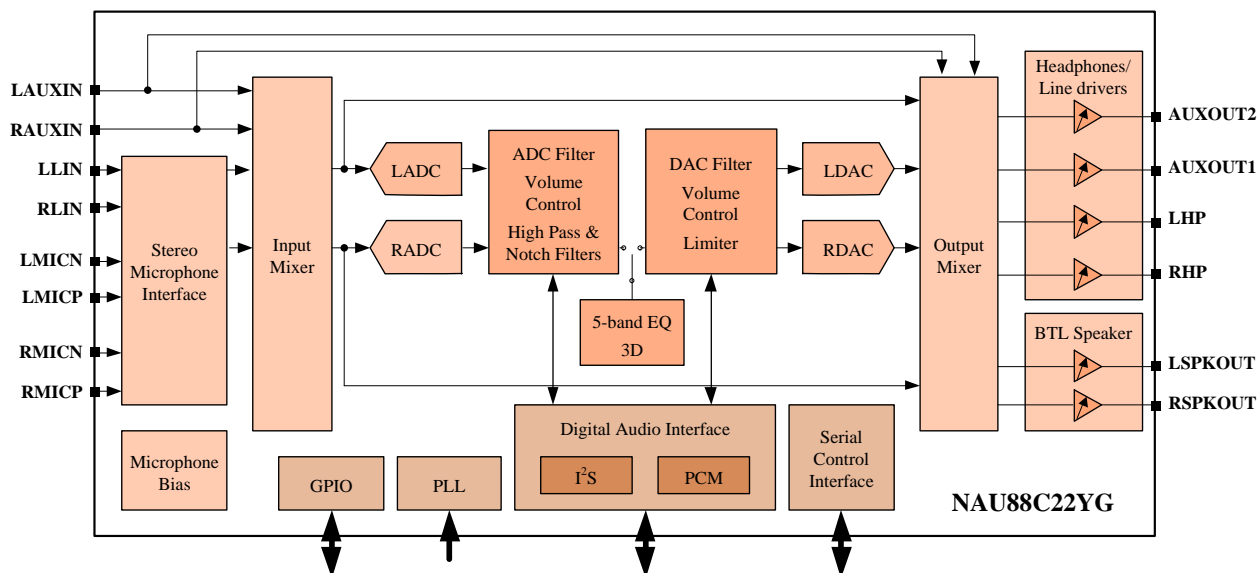 LAUXIN
RAUXIN
LLIN
RLIN
LMICN
LMICP
RMICN
RMICP
Stereo
Microphone
Interface
Microphone
Bias
Input
Mixer
LADC
RADC
ADC Filter
Volume
Control
High Pass &
Notch Filters
DAC Filter
Volume
Control
Limiter
5-band EQ
3D
LDAC
RDAC
Output
Mixer
Headphones/
Line drivers
BTL Speaker
AUXOUT2
AUXOUT1
LHP
RHP
LSPKOUT
RSPKOUT
GPIO
PLL
Digital Audio Interface
I²S
PCM
Serial
Control
Interface
NAU88C22YG